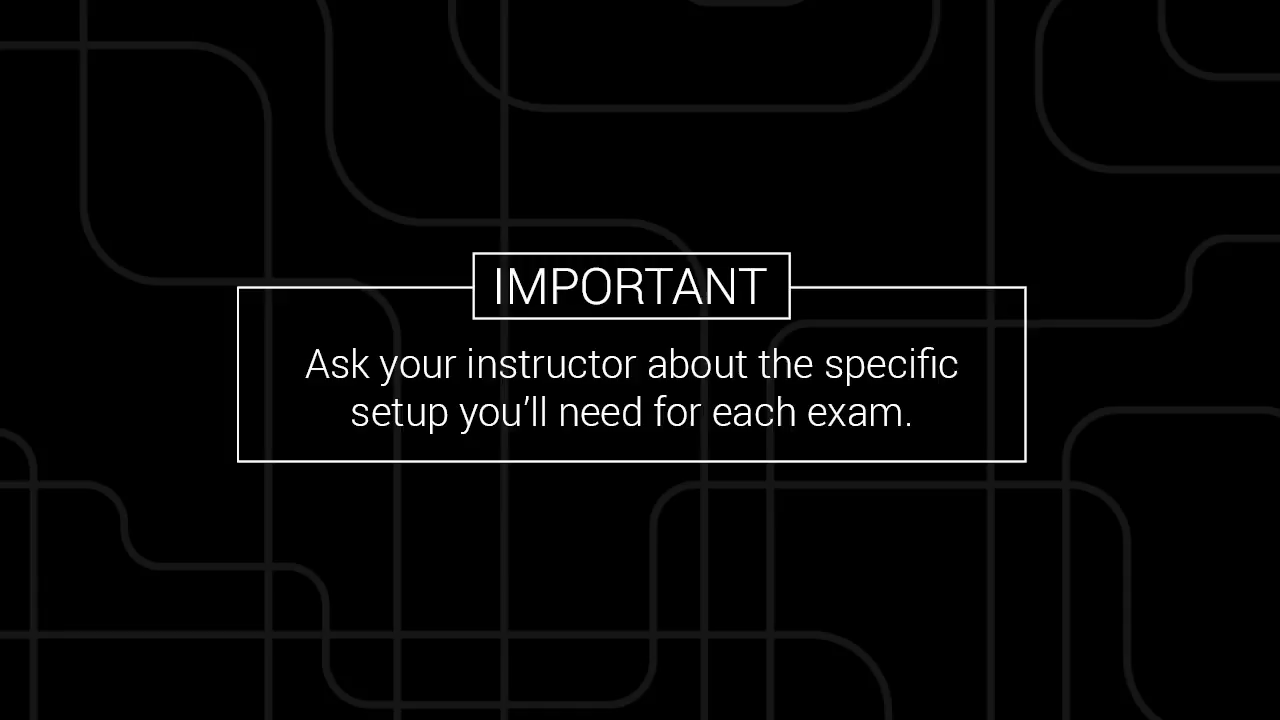 IMPORTANT
Ask your instructor about the specific
setup you’ll need for each exam.